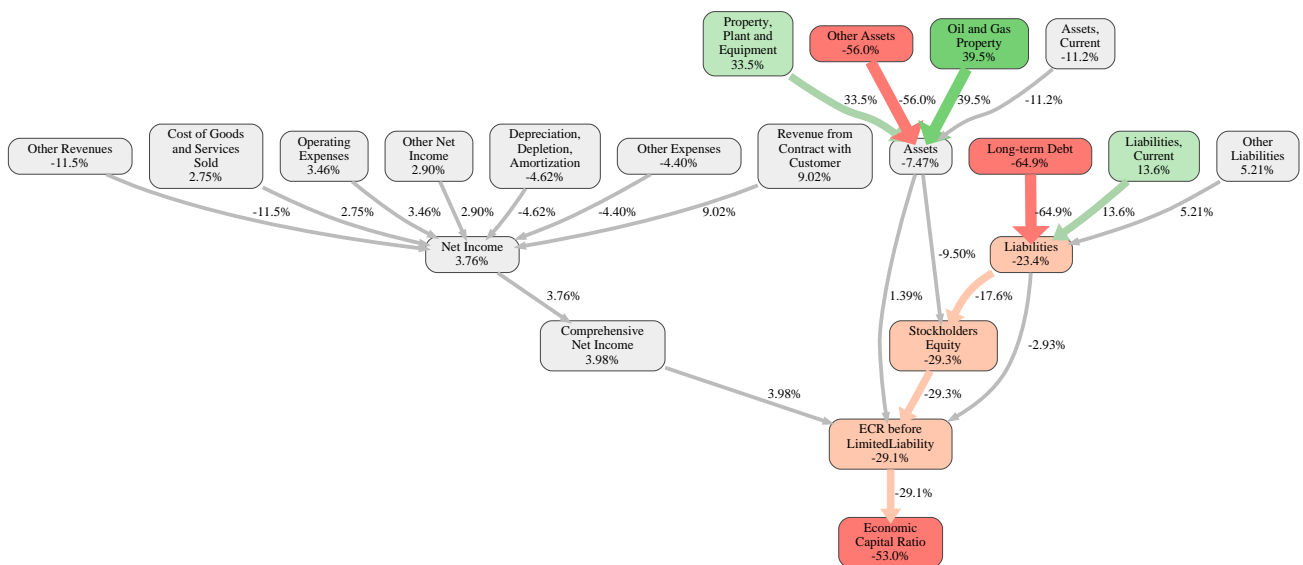 Property,
Plant and
Equipment
33.5%
Other Assets
-56.0%
Oil and Gas
Property
39.5%
Assets,
Current
-11.2%
33.5%
-56.0%
39.5%
-11.2%
Other Revenues
-11.5%
Cost of Goods
and Services
Sold
2.75%
Operating
Expenses
3.46%
Other Net
Income
2.90%
Depreciation,
Depletion,
Amortization
-4.62%
Other Expenses
-4.40%
Revenue from
Contract with
Customer
9.02%
Assets
-7.47%
Long-term Debt
-64.9%
Liabilities,
Current
13.6%
Other
Liabilities
5.21%
-11.5%
2.75%
3.46%
2.90%
-4.62%
-4.40%
9.02%
-64.9%
13.6%
5.21%
Net Income
3.76%
Liabilities
-23.4%
-9.50%
3.76%
1.39%
-17.6%
Comprehensive
Net Income
3.98%
Stockholders
Equity
-29.3%
-2.93%
3.98%
-29.3%
ECR before
LimitedLiability
-29.1%
-29.1%
Economic
Capital Ratio
-53.0%